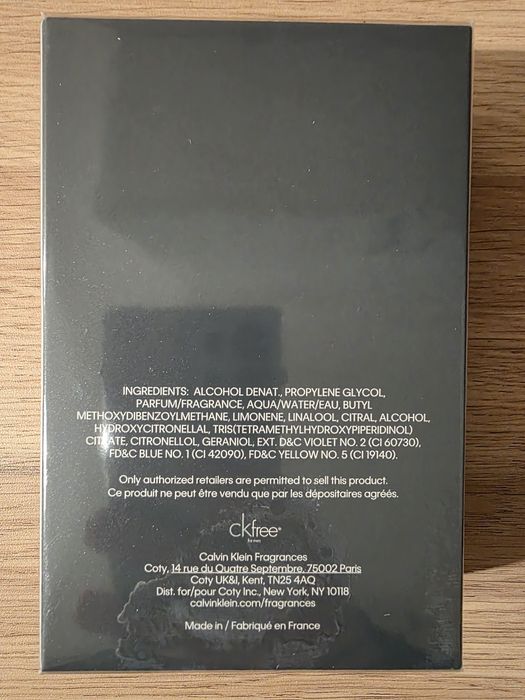 INGREDIENTS: ALCOHOL DENAT., PROPYLENE GLYCOL,
PARFUM/FRAGRANCE, AQUA/WATER/EAU, BUTYL
METHOXYDIBENZOYLMETHANE, LIMONENE, LINALOOL, CITRAL, ALCOHOL,
HYDROXYCITRONELLAL, TRIS(TETRAMETHYLHYDROXYPIPERIDINOL)
CITRATE, CITRONELLOL, GERANIOL, EXT. D&C VIOLET NO. 2 (CI 60730),
FD&C BLUE NO. 1 (CI 42090), FD&C YELLOW NO. 5 (CI 19140).
Only authorized retailers are permitted to sell this product.
Ce produit ne peut être vendu que par les dépositaires agréés.
ckfree®
for men
Calvin Klein Fragrances
Coty, 14 rue du Quatre Septembre, 75002 Paris
Coty UK&I, Kent, TN25 4AQ
Dist. for/pour Coty Inc., New York, NY 10118
calvinklein.com/fragrances
Made in / Fabriqué en France